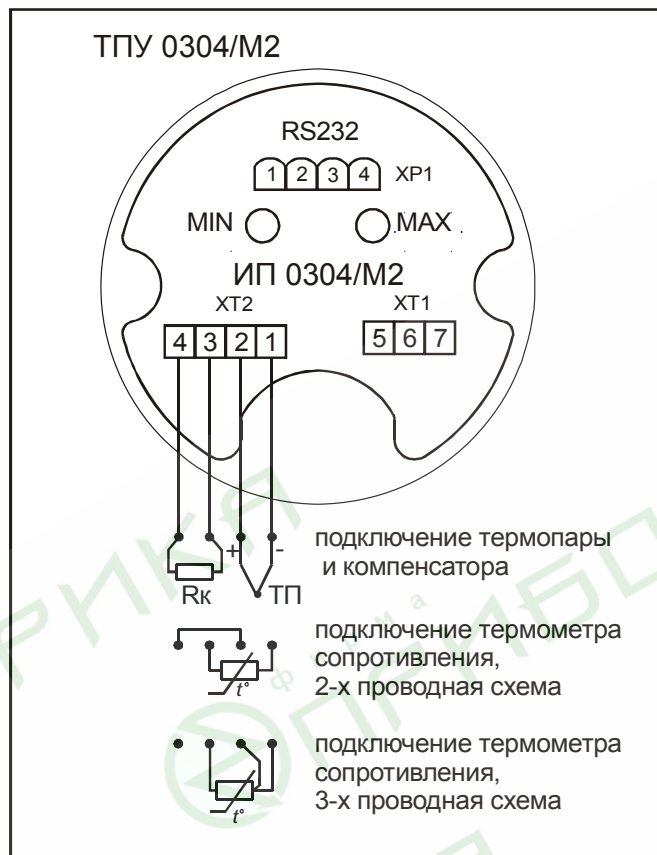 ТПУ 0304/М2
RS232
1 2 3 4 XP1
MIN MAX
ИП 0304/М2
XT2 XT1
4 3 2 1 5 6 7
+ -
Rк ТП
подключение термопары
и компенсатора
t°
подключение термометра
сопротивления,
2-х проводная схема
t°
подключение термометра
сопротивления,
3-х проводная схема
фирма